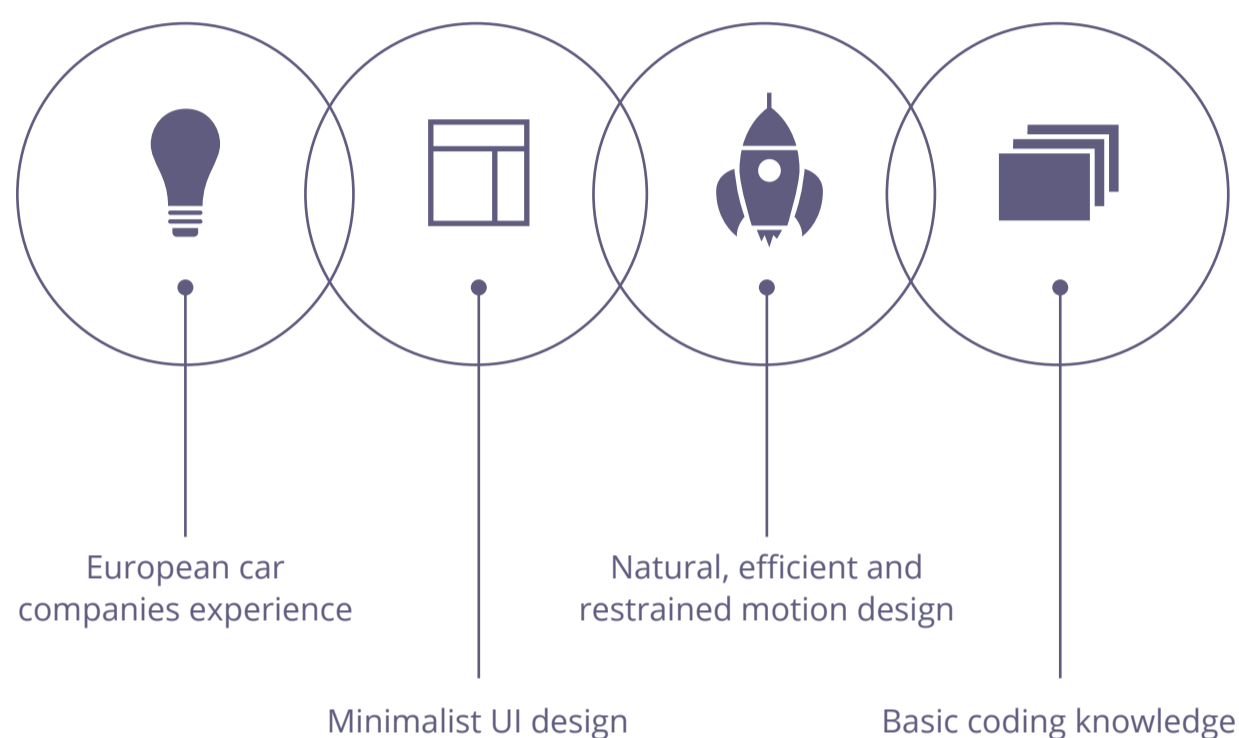 European car
companies experience
Minimalist UI design
Natural, efficient and
restrained motion design
Basic coding knowledge